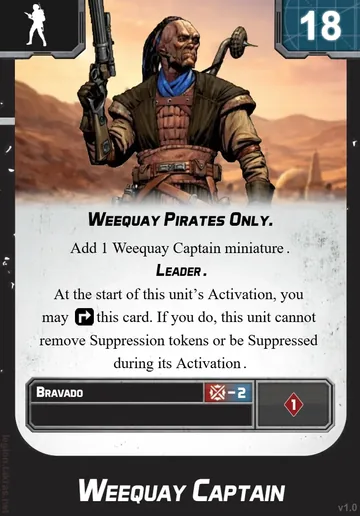 18
WEEQUAY PIRATES ONLY.
Add 1 Weequay Captain miniature.
LEADER.
At the start of this unit's Activation, you
may this card. If you do, this unit cannot
remove Suppression tokens or be Suppressed
during its Activation.
BRAVADO -2 1
WEEQUAY CAPTAIN
v1.0